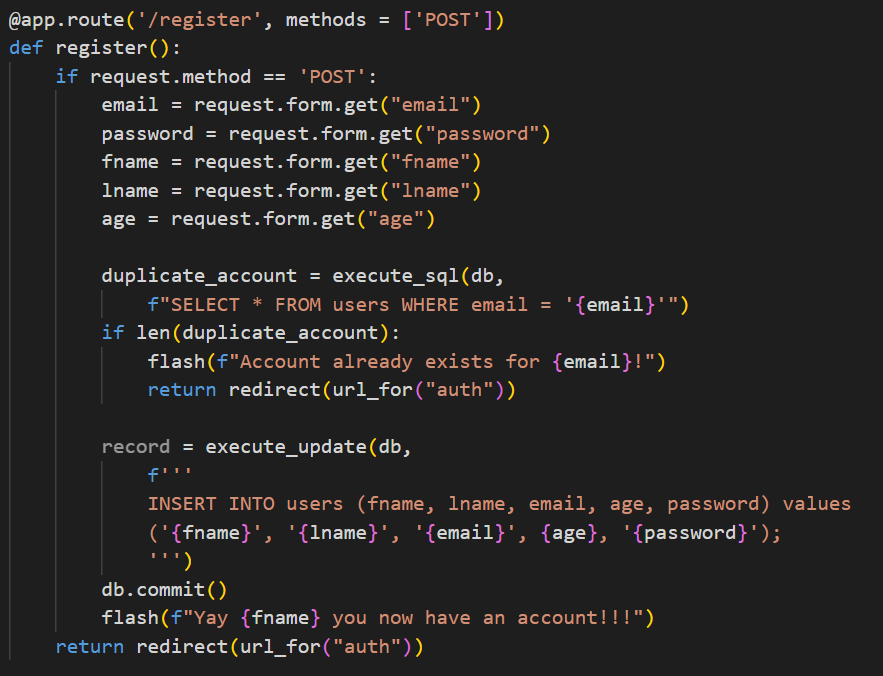 @app.route('/register', methods = ['POST'])
def register():
    if request.method == 'POST':
        email = request.form.get("email")
        password = request.form.get("password")
        fname = request.form.get("fname")
        lname = request.form.get("lname")
        age = request.form.get("age")

        duplicate_account = execute_sql(db,
            f"SELECT * FROM users WHERE email = '{email}'")
        if len(duplicate_account):
            flash(f"Account already exists for {email}!")
            return redirect(url_for("auth"))

        record = execute_update(db,
            f'''
            INSERT INTO users (fname, lname, email, age, password) values
            ('{fname}', '{lname}', '{email}', {age}, '{password}');
            ''')
        db.commit()
        flash(f"Yay {fname} you now have an account!!!")
    return redirect(url_for("auth"))